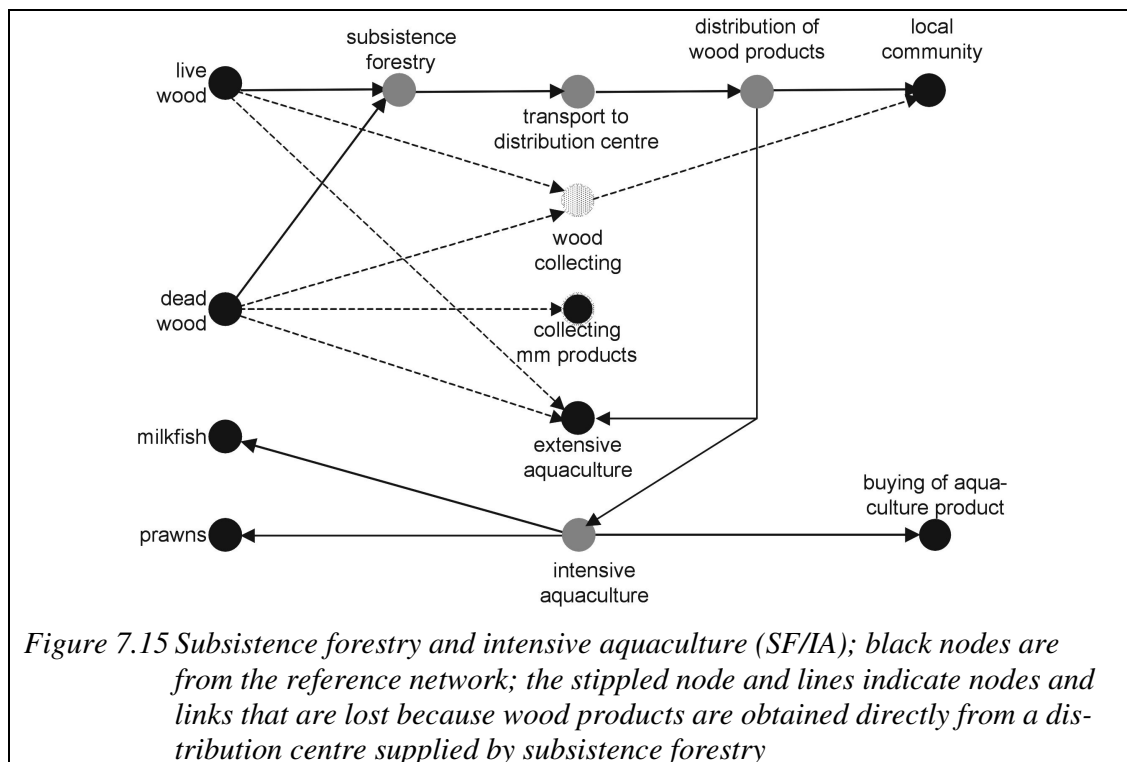 subsistence
forestry
distribution of
wood products
local
community
live
wood
transport to
distribution centre
wood
collecting
dead
wood
collecting
mm products
milkfish
extensive
aquaculture
buying of aqua-
culture product
prawns
intensive
aquaculture
Figure 7.15 Subsistence forestry and intensive aquaculture (SF/IA); black nodes are
from the reference network; the stippled node and lines indicate nodes and
links that are lost because wood products are obtained directly from a dis-
tribution centre supplied by subsistence forestry